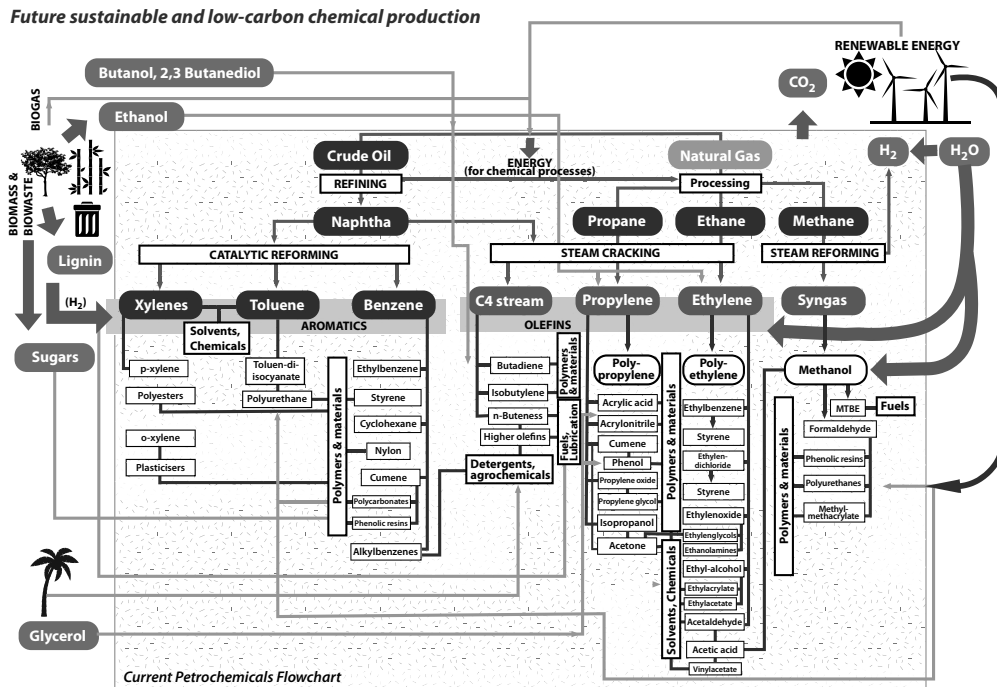 Future sustainable and low-carbon chemical production
RENEWABLE ENERGY
Butanol, 2,3 Butanediol
CO2
BIOGAS
Ethanol
Crude Oil
ENERGY
(for chemical processes)
Natural Gas
H2
H2O
REFINING
Processing
BIOMASS &
BIOWASTE
Naphtha
Propane
Ethane
Methane
Lignin
CATALYTIC REFORMING
STEAM CRACKING
STEAM REFORMING
(H2)
Xylenes
Toluene
Benzene
C4 stream
Propylene
Ethylene
Syngas
AROMATICS
OLEFINS
Solvents,
Chemicals
Sugars
p-xylene
Polyesters
o-xylene
Plasticisers
Toluen-di-
isocyanate
Polyurethane
Polymers & materials
Ethylbenzene
Styrene
Cyclohexane
Nylon
Cumene
Polycarbonates
Phenolic resins
Alkylbenzenes
Butadiene
Isobutylene
n-Buteness
Higher olefins
Detergents,
agrochemicals
Polymers
& materials
Fuels,
Lubrication
Poly-
propylene
Acrylic acid
Acrylonitrile
Cumene
Phenol
Propylene oxide
Propylene glycol
Isopropanol
Acetone
Polymers & materials
Solvents, Chemicals
Poly-
ethylene
Ethylbenzene
Styrene
Ethylen-
dichloride
Styrene
Ethylenoxide
Ethylenglycols
Ethanolamines
Ethyl-alcohol
Ethylacrylate
Ethylacetate
Acetaldehyde
Acetic acid
Vinylacetate
Methanol
MTBE
Fuels
Formaldehyde
Polymers & materials
Phenolic resins
Polyurethanes
Methyl-
methacrylate
Glycerol
Current Petrochemicals Flowchart